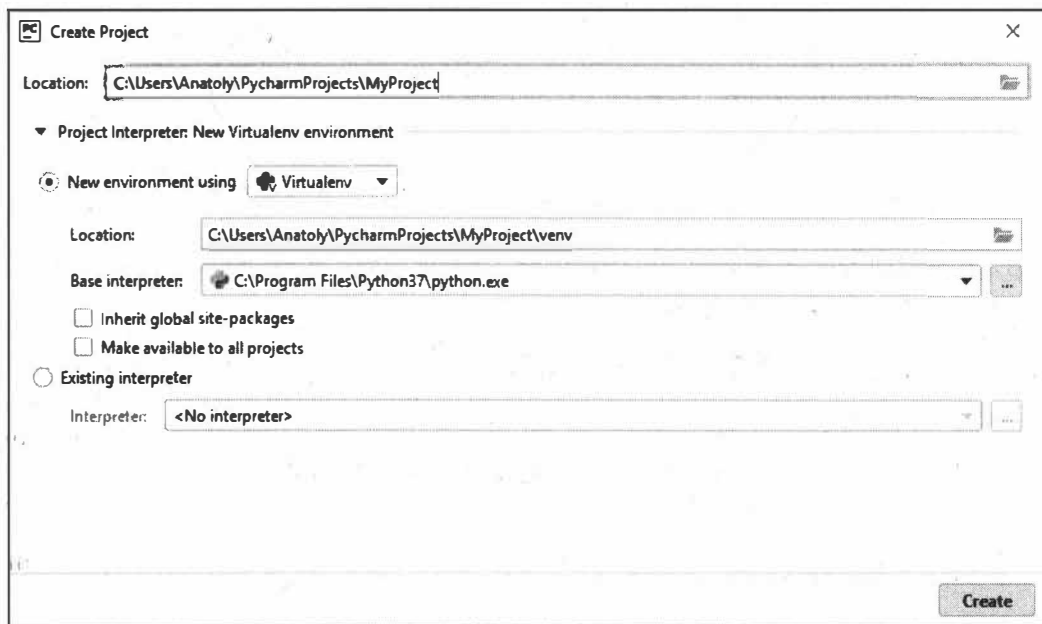 PC Create Project
Location: C:\Users\Anatoly\PycharmProjects\MyProject
Project Interpreter: New Virtualenv environment
New environment using Virtualenv
Location: C:\Users\Anatoly\PycharmProjects\MyProject\venv
Base interpreter: C:\Program Files\Python37\python.exe ...
Inherit global site-packages
Make available to all projects
Existing interpreter
Interpreter: <No interpreter> ...
Create